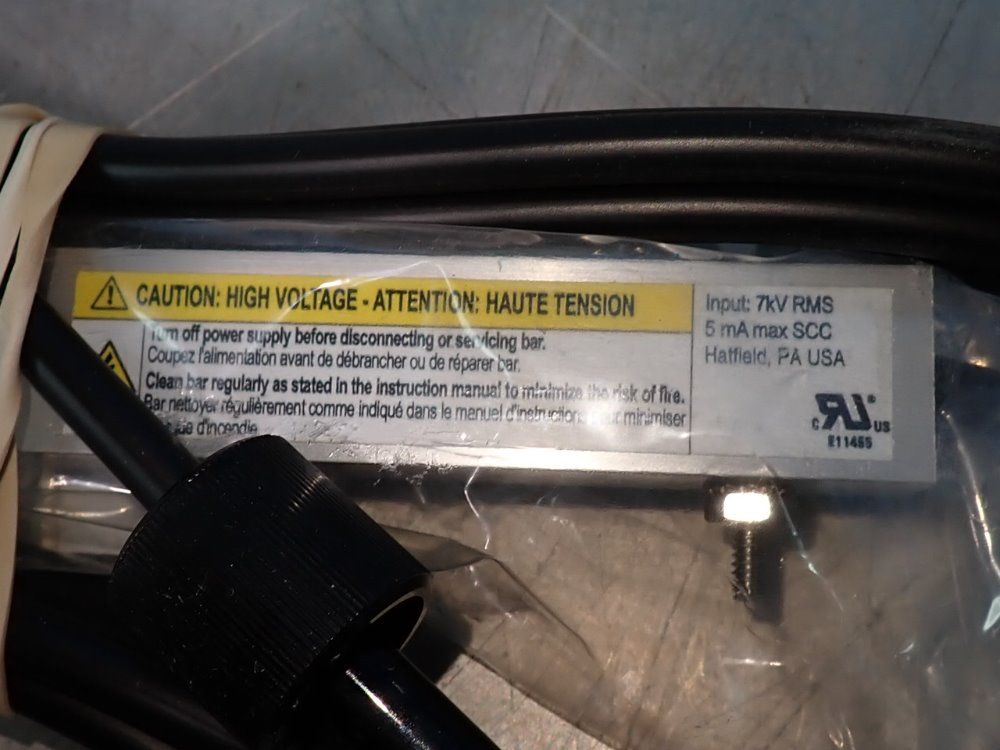 CAUTION: HIGH VOLTAGE - ATTENTION: HAUTE TENSION
Turn off power supply before disconnecting or servicing bar.
Coupez l'alimentation avant de débrancher ou de réparer bar.
Clean bar regularly as stated in the instruction manual to minimize the risk of fire.
Bar nettoyer régulièrement comme indiqué dans le manuel d'instruction pour minimiser
d'incendie
Input: 7kV RMS
5 mA max SCC
Hatfield, PA USA
c RU US